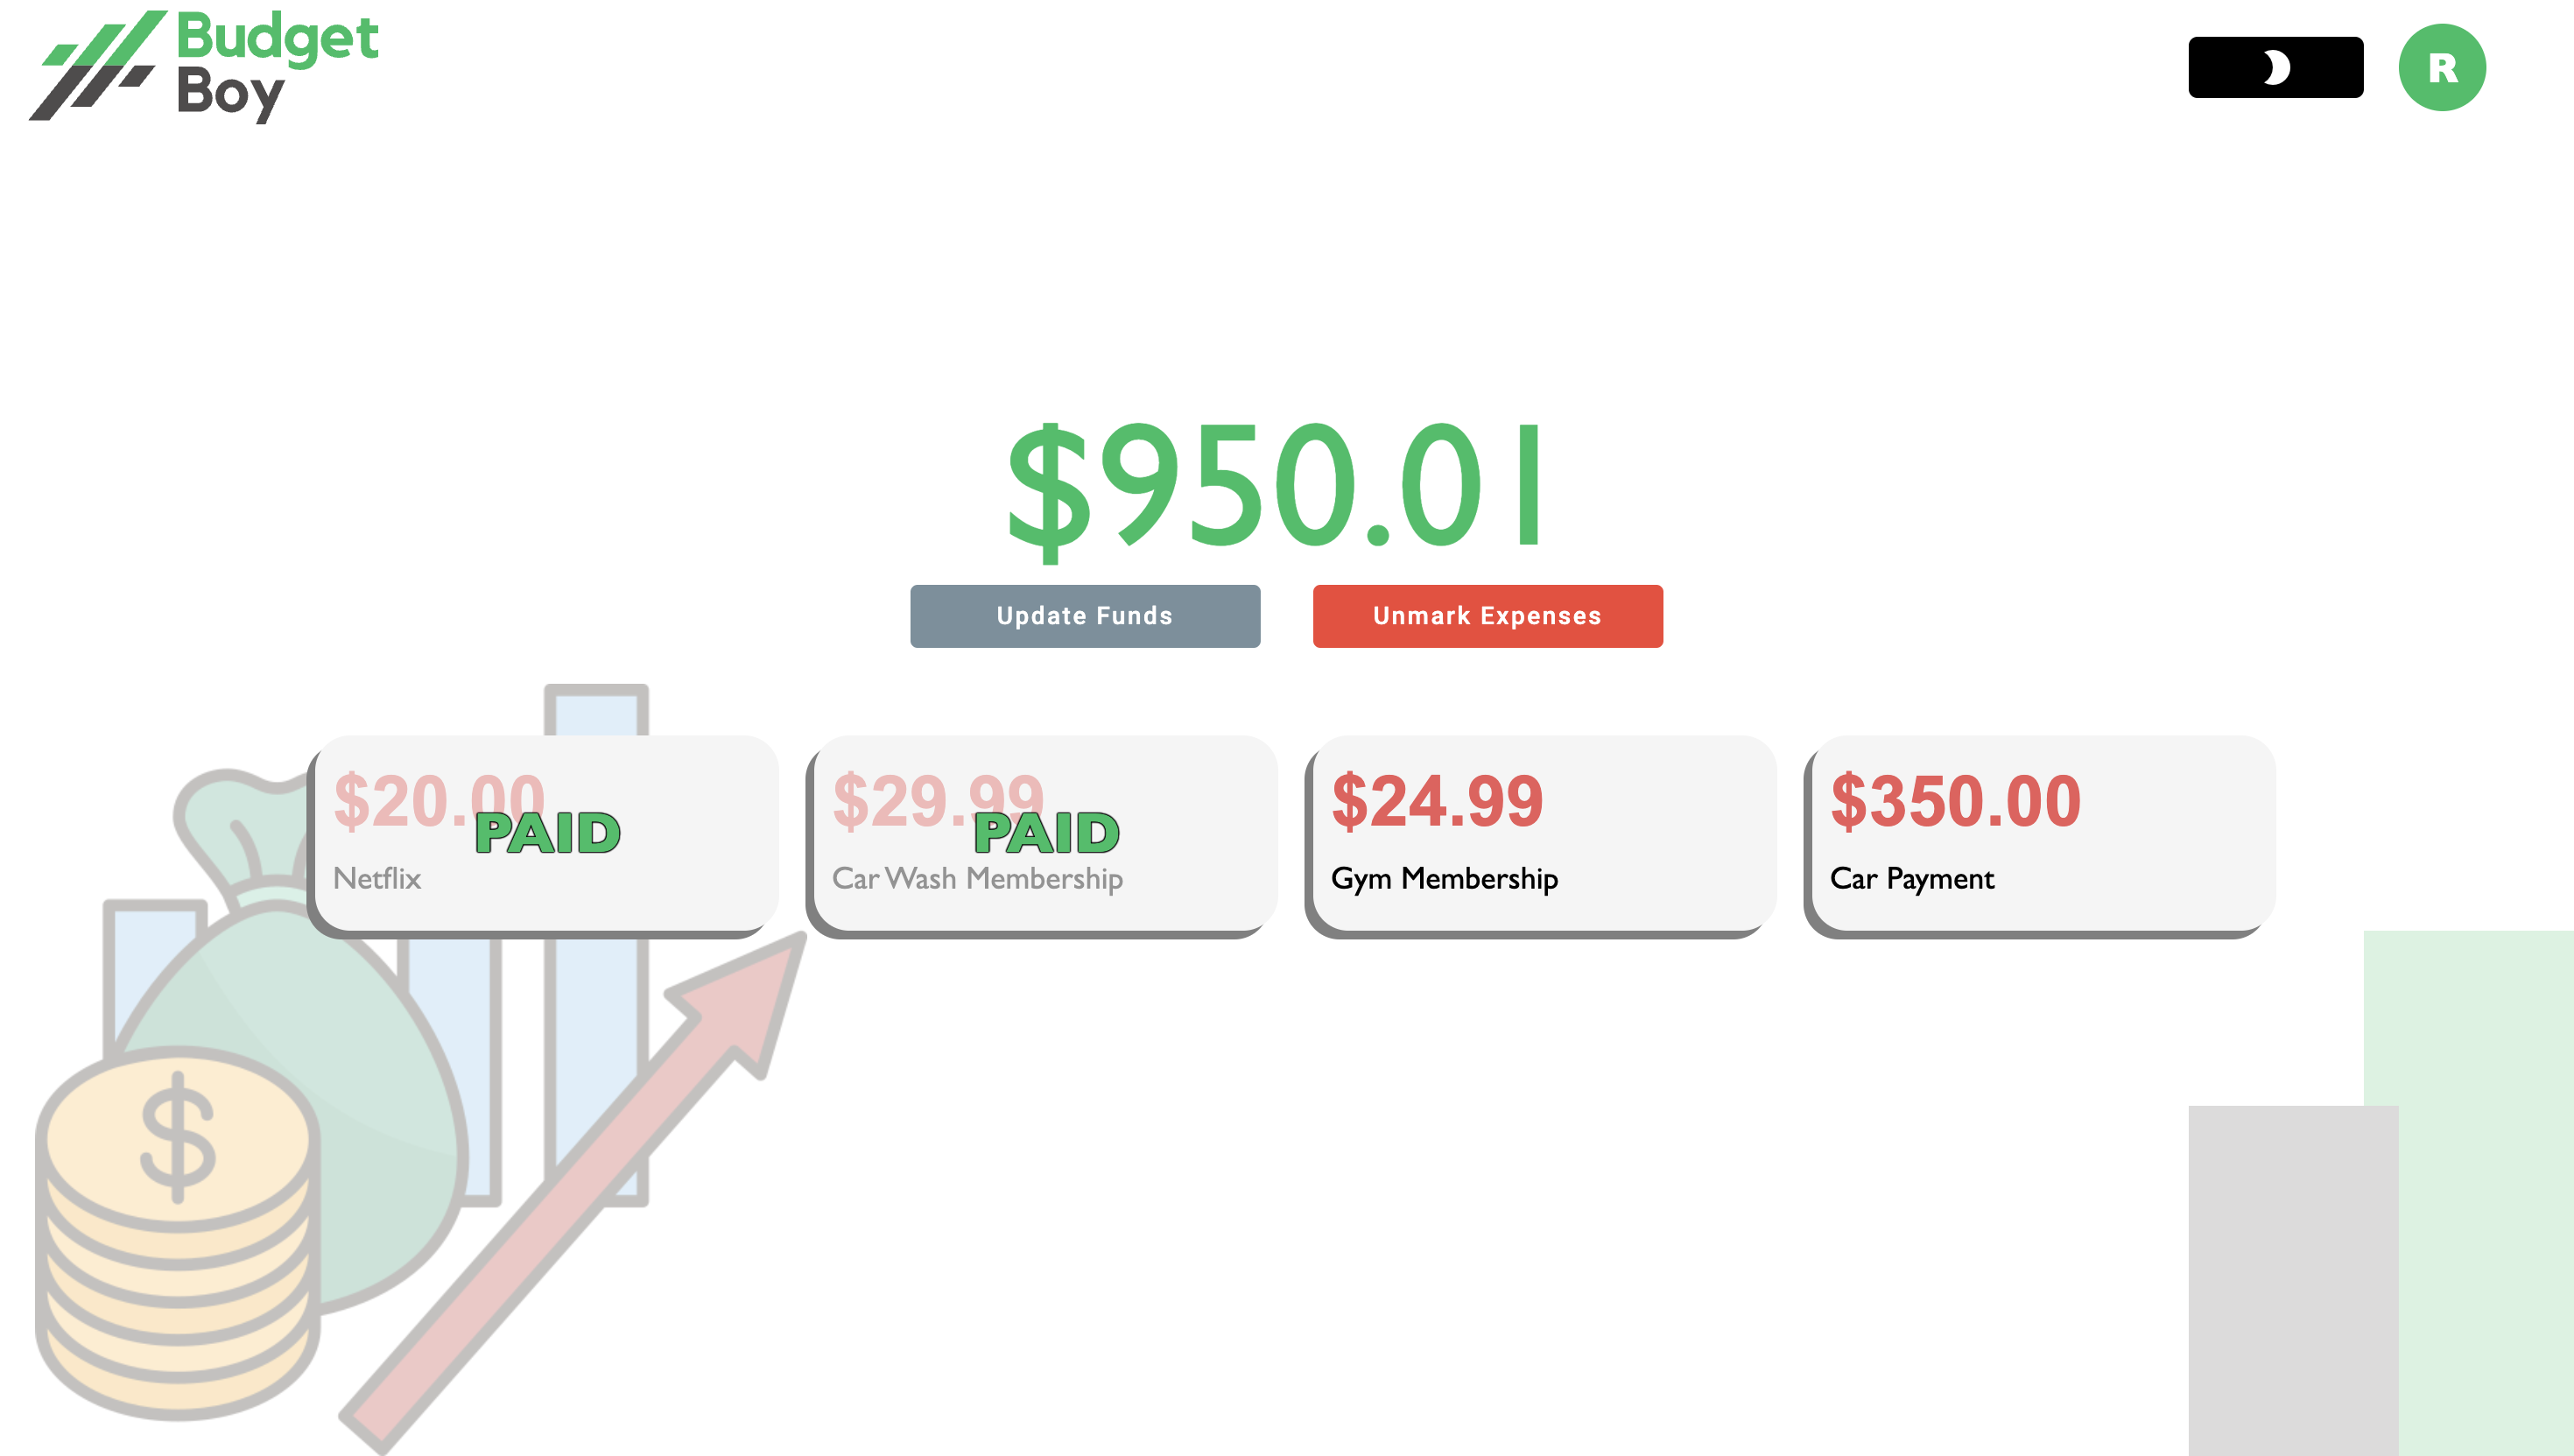 Budget
Boy
R
$950.01
Update Funds
Unmark Expenses
$20.00
PAID
Netflix
$29.99
PAID
Car Wash Membership
$24.99
Gym Membership
$350.00
Car Payment
$